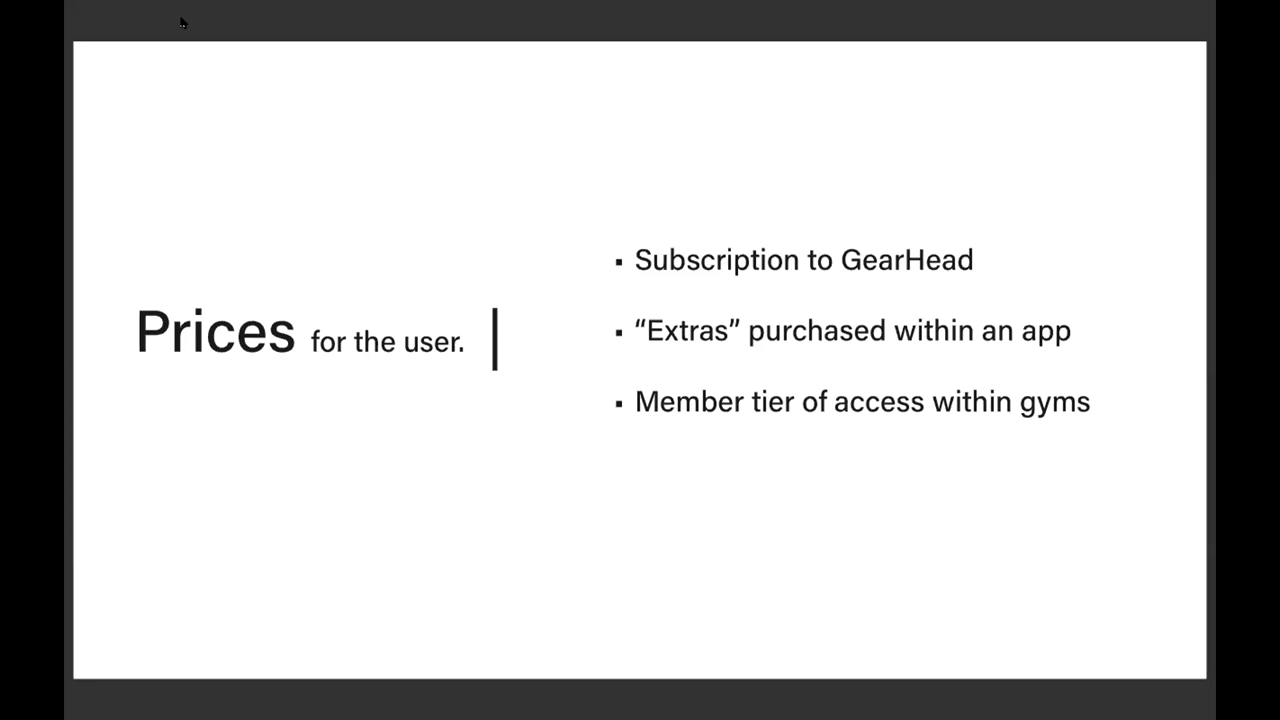 Prices for the user.
▪ Subscription to GearHead
▪ “Extras” purchased within an app
▪ Member tier of access within gyms